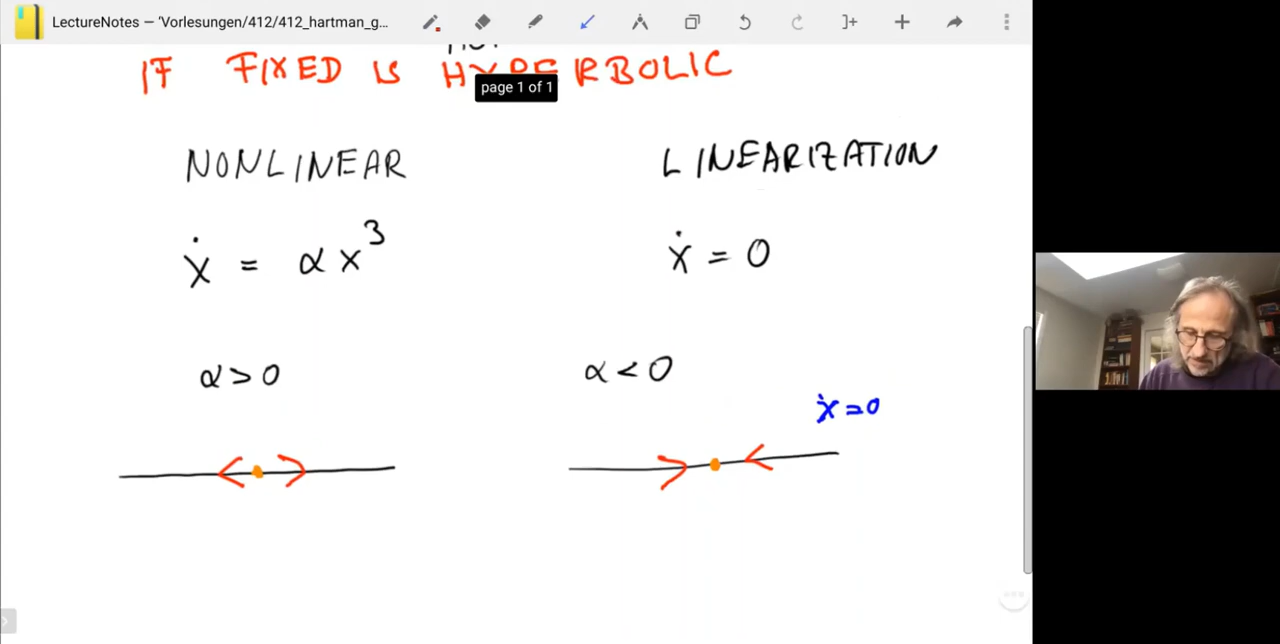 LectureNotes — 'Vorlesungen/412/412_hartman_g...
IF FIXED IS HYPERBOLIC
page 1 of 1
NONLINEAR
LINEARIZATION
ẋ = αx³
ẋ = 0
α > 0
α < 0
ẋ = 0